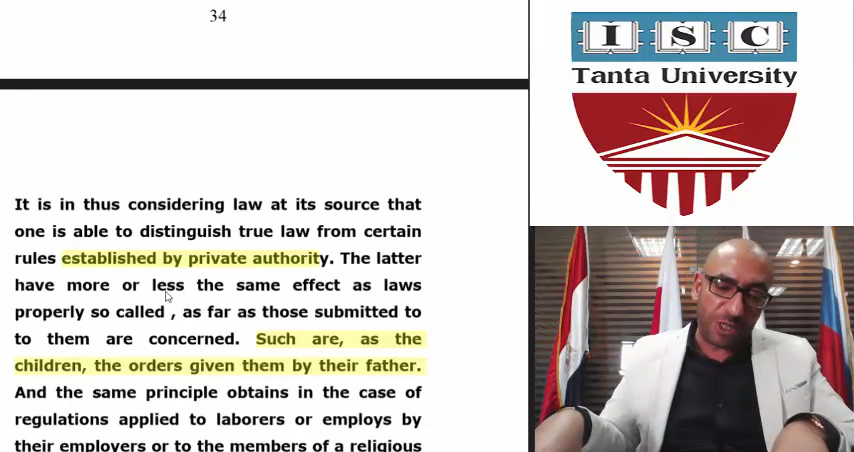 34
It is in thus considering law at its source that
one is able to distinguish true law from certain
rules established by private authority. The latter
have more or less the same effect as laws
properly so called , as far as those submitted to
to them are concerned. Such are, as the
children, the orders given them by their father.
And the same principle obtains in the case of
regulations applied to laborers or employs by
their employers or to the members of a religious
I S C
Tanta University